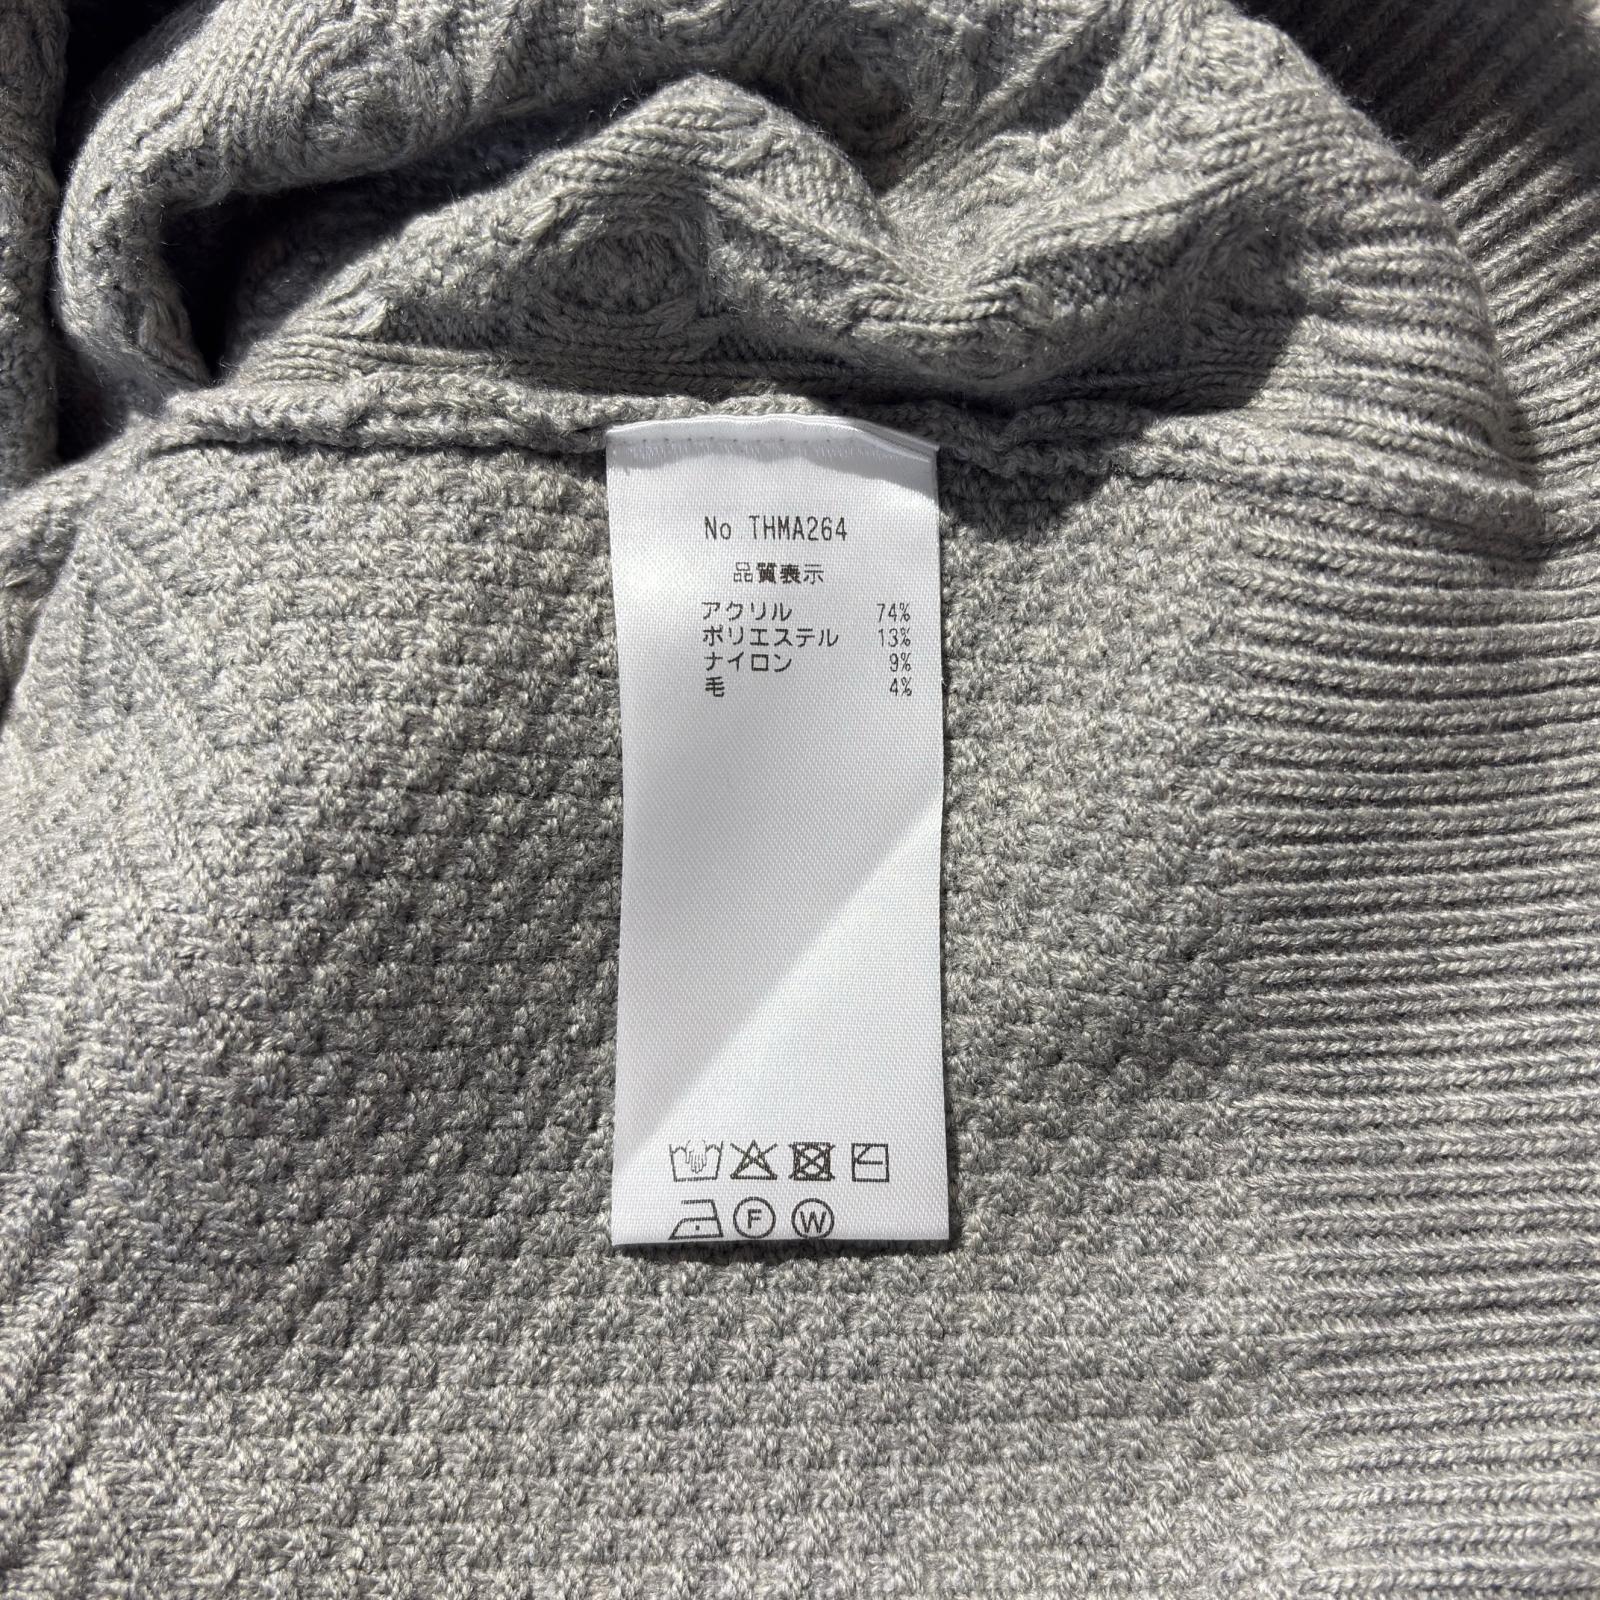 No THMA264
品質表示
アクリル 74%
ポリエステル 13%
ナイロン 9%
毛 4%
F W